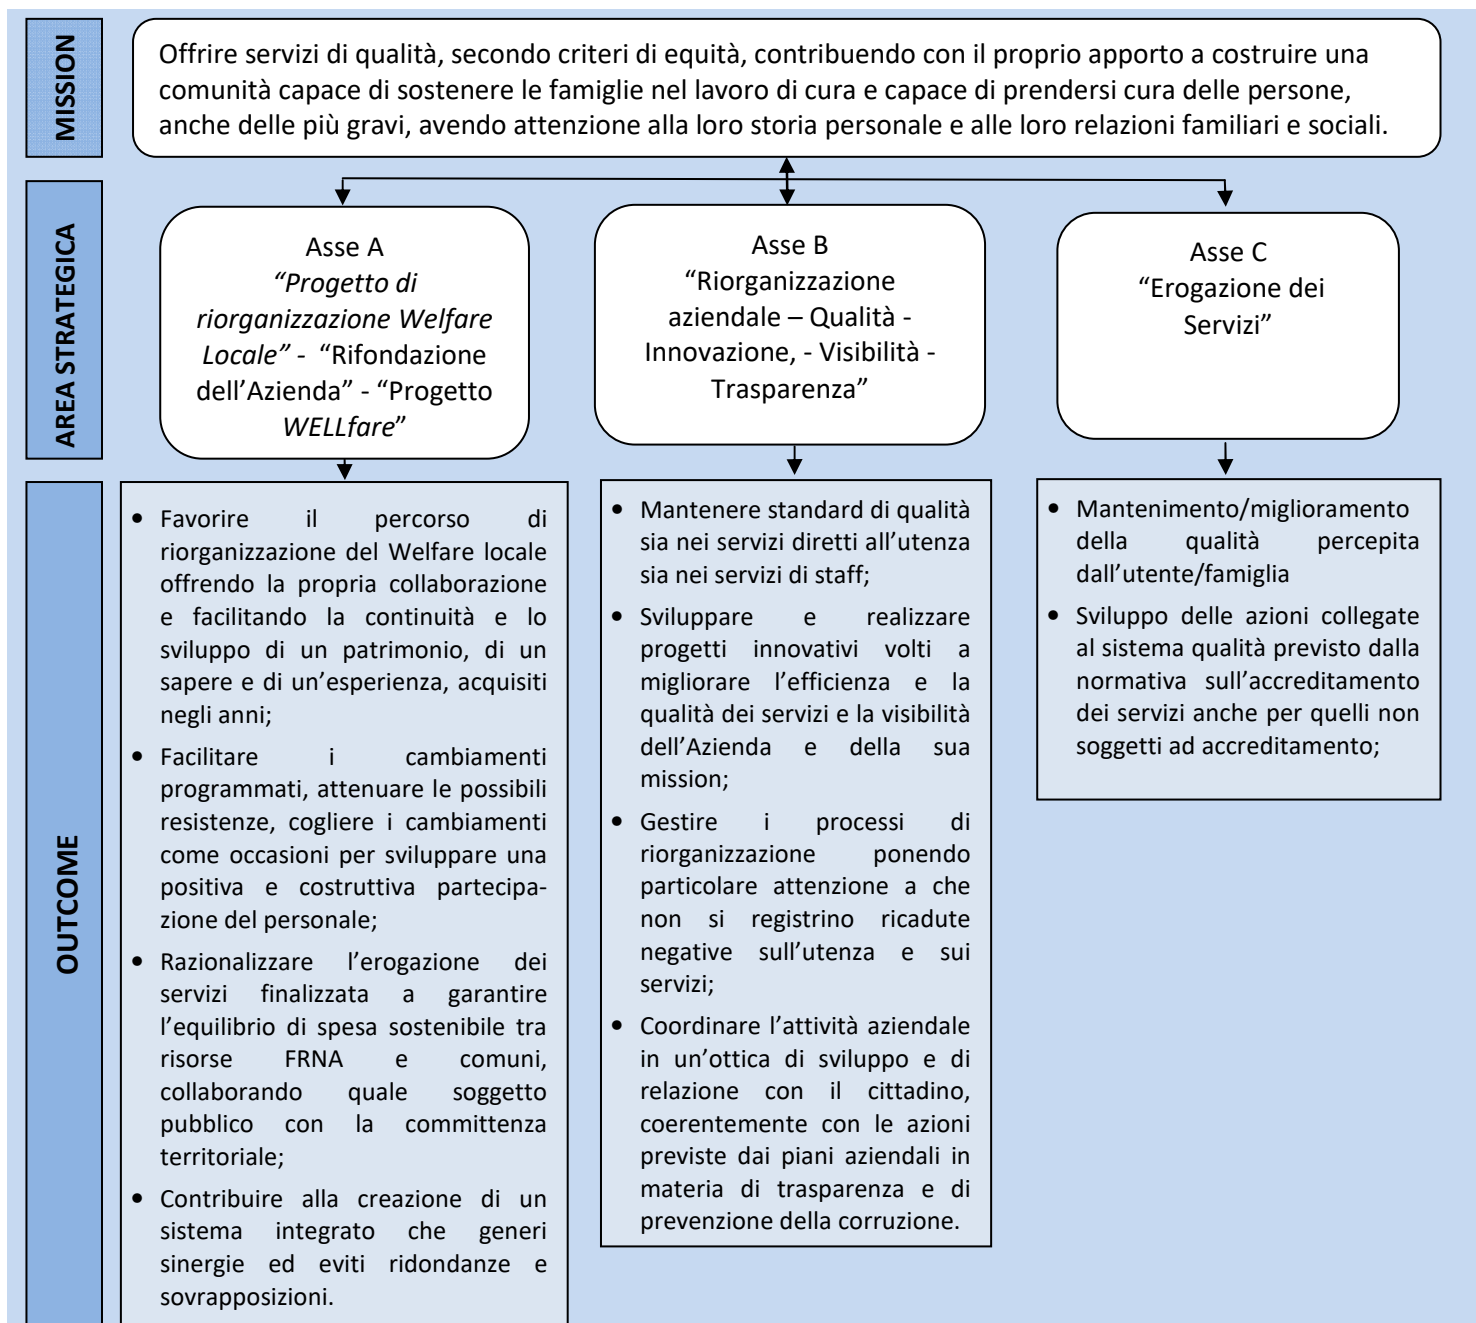 MISSION
Offrire servizi di qualità, secondo criteri di equità, contribuendo con il proprio apporto a costruire una
comunità capace di sostenere le famiglie nel lavoro di cura e capace di prendersi cura delle persone,
anche delle più gravi, avendo attenzione alla loro storia personale e alle loro relazioni familiari e sociali.
AREA STRATEGICA
Asse A
“Progetto di
riorganizzazione Welfare
Locale” - “Rifondazione
dell’Azienda” - “Progetto
WELLfare”
Asse B
“Riorganizzazione
aziendale – Qualità -
Innovazione, - Visibilità -
Trasparenza”
Asse C
“Erogazione dei
Servizi”
OUTCOME
• Favorire il percorso di
riorganizzazione del Welfare locale
offrendo la propria collaborazione
e facilitando la continuità e lo
sviluppo di un patrimonio, di un
sapere e di un’esperienza, acquisiti
negli anni;
• Facilitare i cambiamenti
programmati, attenuare le possibili
resistenze, cogliere i cambiamenti
come occasioni per sviluppare una
positiva e costruttiva partecipa-
zione del personale;
• Razionalizzare l’erogazione dei
servizi finalizzata a garantire
l’equilibrio di spesa sostenibile tra
risorse FRNA e comuni,
collaborando quale soggetto
pubblico con la committenza
territoriale;
• Contribuire alla creazione di un
sistema integrato che generi
sinergie ed eviti ridondanze e
sovrapposizioni.
• Mantenere standard di qualità
sia nei servizi diretti all’utenza
sia nei servizi di staff;
• Sviluppare e realizzare
progetti innovativi volti a
migliorare l’efficienza e la
qualità dei servizi e la visibilità
dell’Azienda e della sua
mission;
• Gestire i processi di
riorganizzazione ponendo
particolare attenzione a che
non si registrino ricadute
negative sull’utenza e sui
servizi;
• Coordinare l’attività aziendale
in un’ottica di sviluppo e di
relazione con il cittadino,
coerentemente con le azioni
previste dai piani aziendali in
materia di trasparenza e di
prevenzione della corruzione.
• Mantenimento/miglioramento
della qualità percepita
dall’utente/famiglia
• Sviluppo delle azioni collegate
al sistema qualità previsto dalla
normativa sull’accreditamento
dei servizi anche per quelli non
soggetti ad accreditamento;